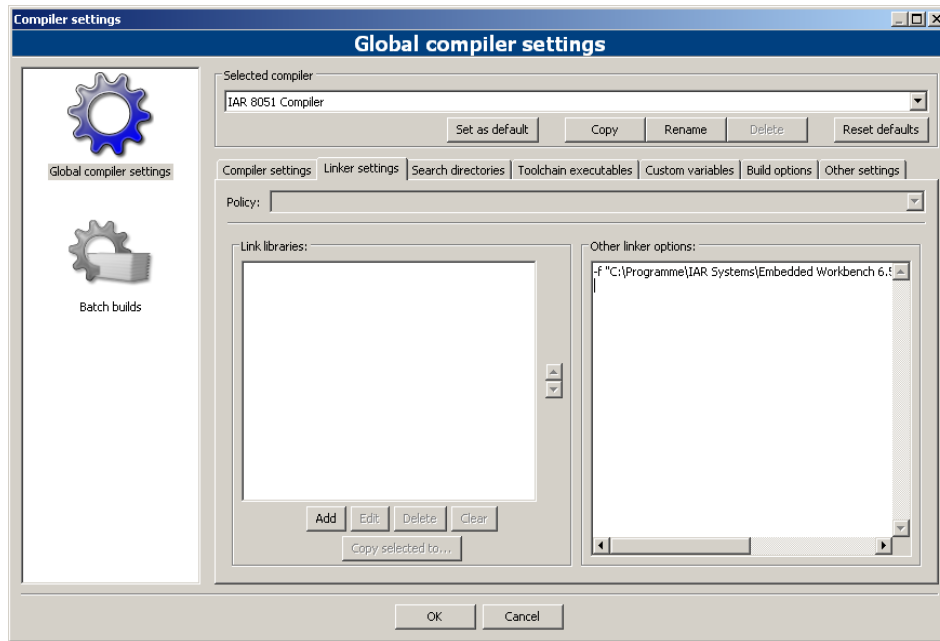 Compiler settings
Global compiler settings
Global compiler settings
Batch builds
Selected compiler
IAR 8051 Compiler
Set as default Copy Rename Delete Reset defaults
Compiler settings Linker settings Search directories Toolchain executables Custom variables Build options Other settings
Policy:
Link libraries:
Other linker options:
-f "C:\Programme\IAR Systems\Embedded Workbench 6.5
Add Edit Delete Clear
Copy selected to...
OK Cancel